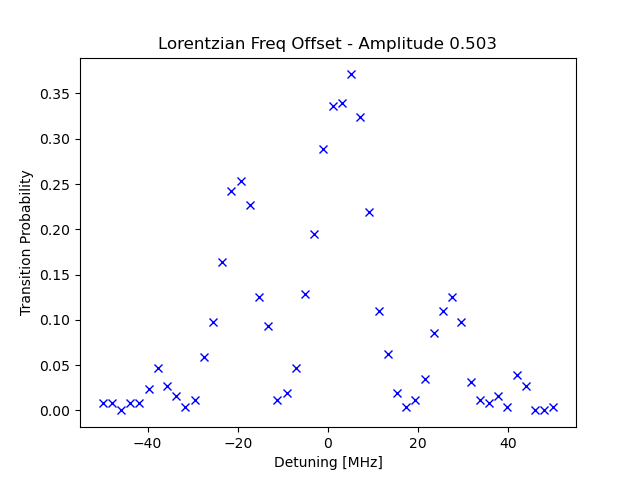 Lorentzian Freq Offset - Amplitude 0.503
Transition Probability
0.35
0.30
0.25
0.20
0.15
0.10
0.05
0.00
−40 −20 0 20 40
Detuning [MHz]